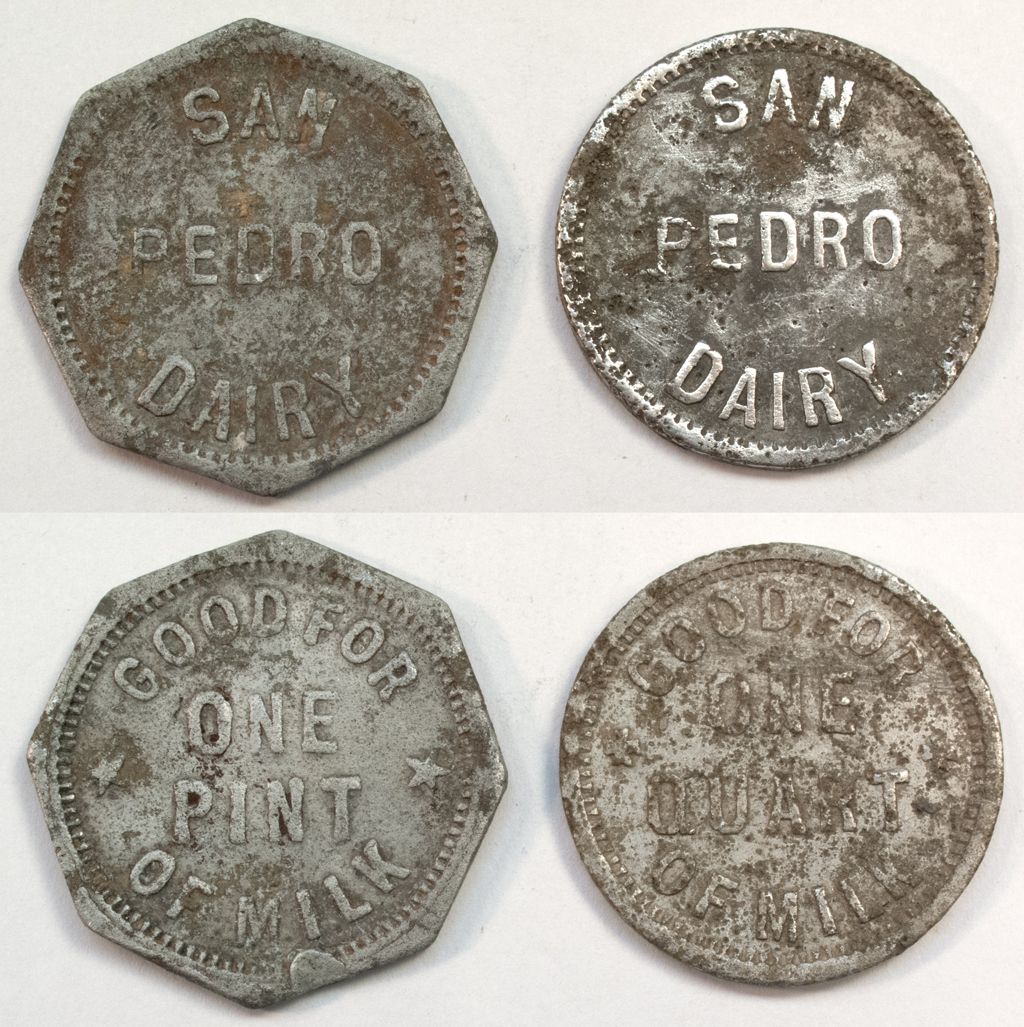 SAN
PEDRO
DAIRY
SAN
PEDRO
DAIRY
GOOD FOR
ONE
PINT
OF MILK
GOOD FOR
ONE
QUART
OF MILK